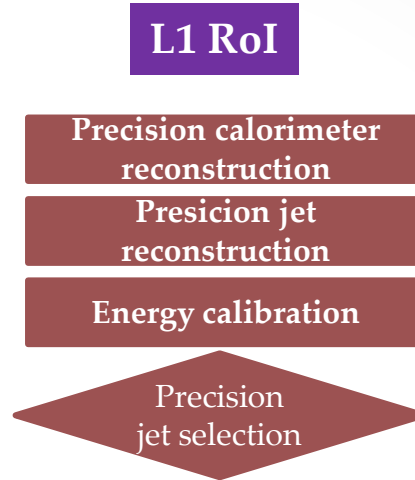 L1 RoI
Precision calorimeter
reconstruction
Presicion jet
reconstruction
Energy calibration
Precision
jet selection